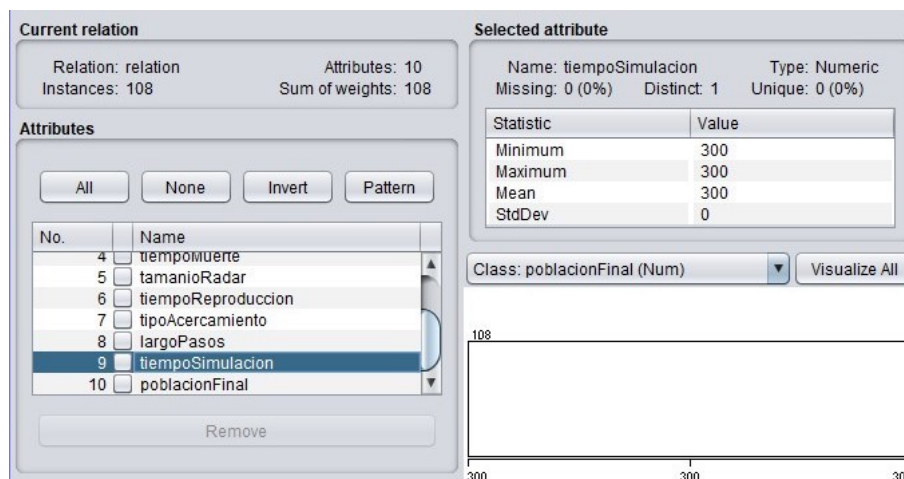 Current relation
Relation: relation Attributes: 10
Instances: 108 Sum of weights: 108
Attributes
All None Invert Pattern
No. Name
4 tiempoMuerte
5 tamanioRadar
6 tiempoReproduccion
7 tipoAcercamiento
8 largoPasos
9 tiempoSimulacion
10 poblacionFinal
Remove
Selected attribute
Name: tiempoSimulacion Type: Numeric
Missing: 0 (0%) Distinct: 1 Unique: 0 (0%)
Statistic Value
Minimum 300
Maximum 300
Mean 300
StdDev 0
Class: poblacionFinal (Num) Visualize All
108
300 300